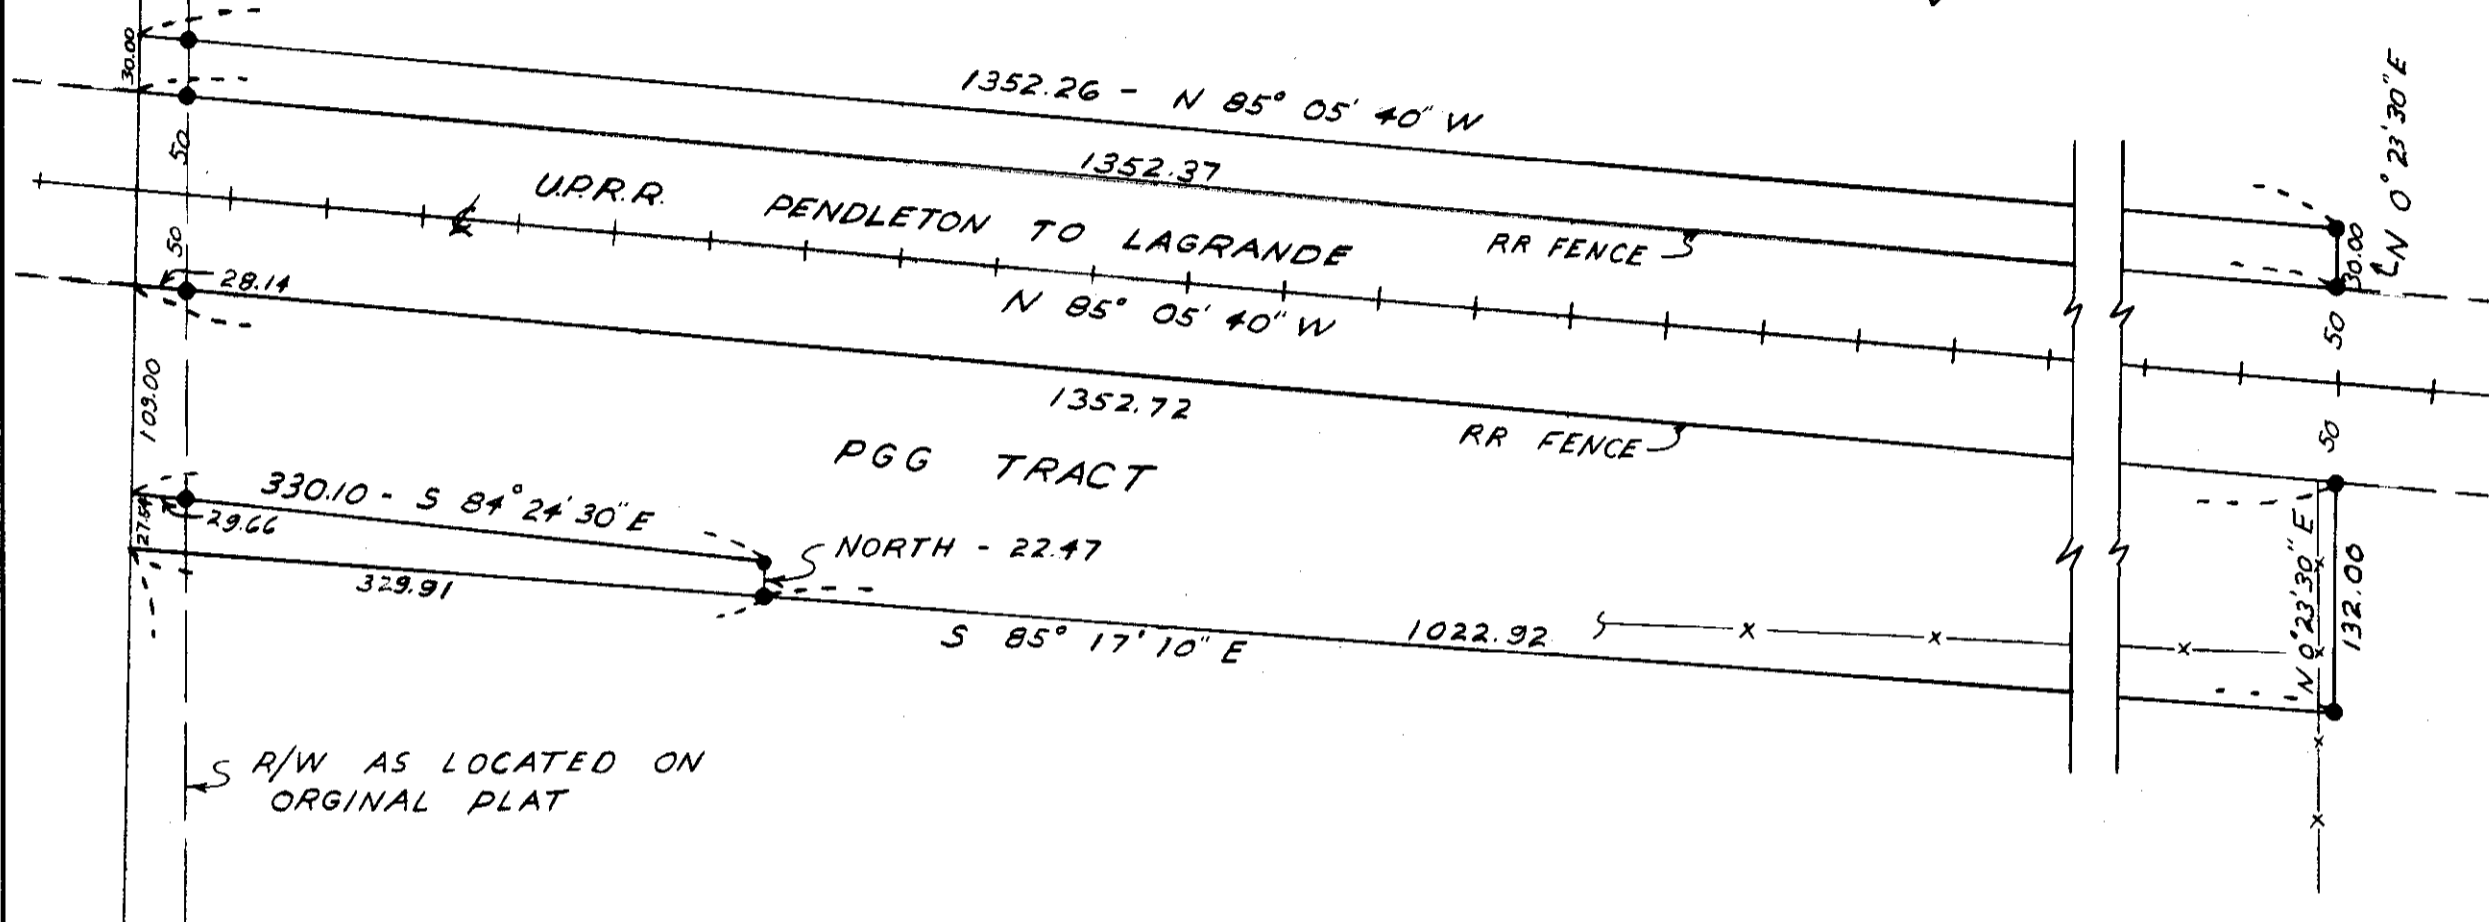 30.00
1352.26 - N 85° 05' 40" W
N 0° 23' 30" E
50
1352.37
U.P.R.R. PENDLETON TO LAGRANDE
RR FENCE
30.00
50
28.14
N 85° 05' 40" W
50
109.00
1352.72
RR FENCE
50
PGG TRACT
330.10 - S 84° 24' 30" E
27.54
29.66
NORTH - 22.47
329.91
S 85° 17' 10" E
1022.92
N 0° 23' 30" E
132.00
R/W AS LOCATED ON
ORGINAL PLAT